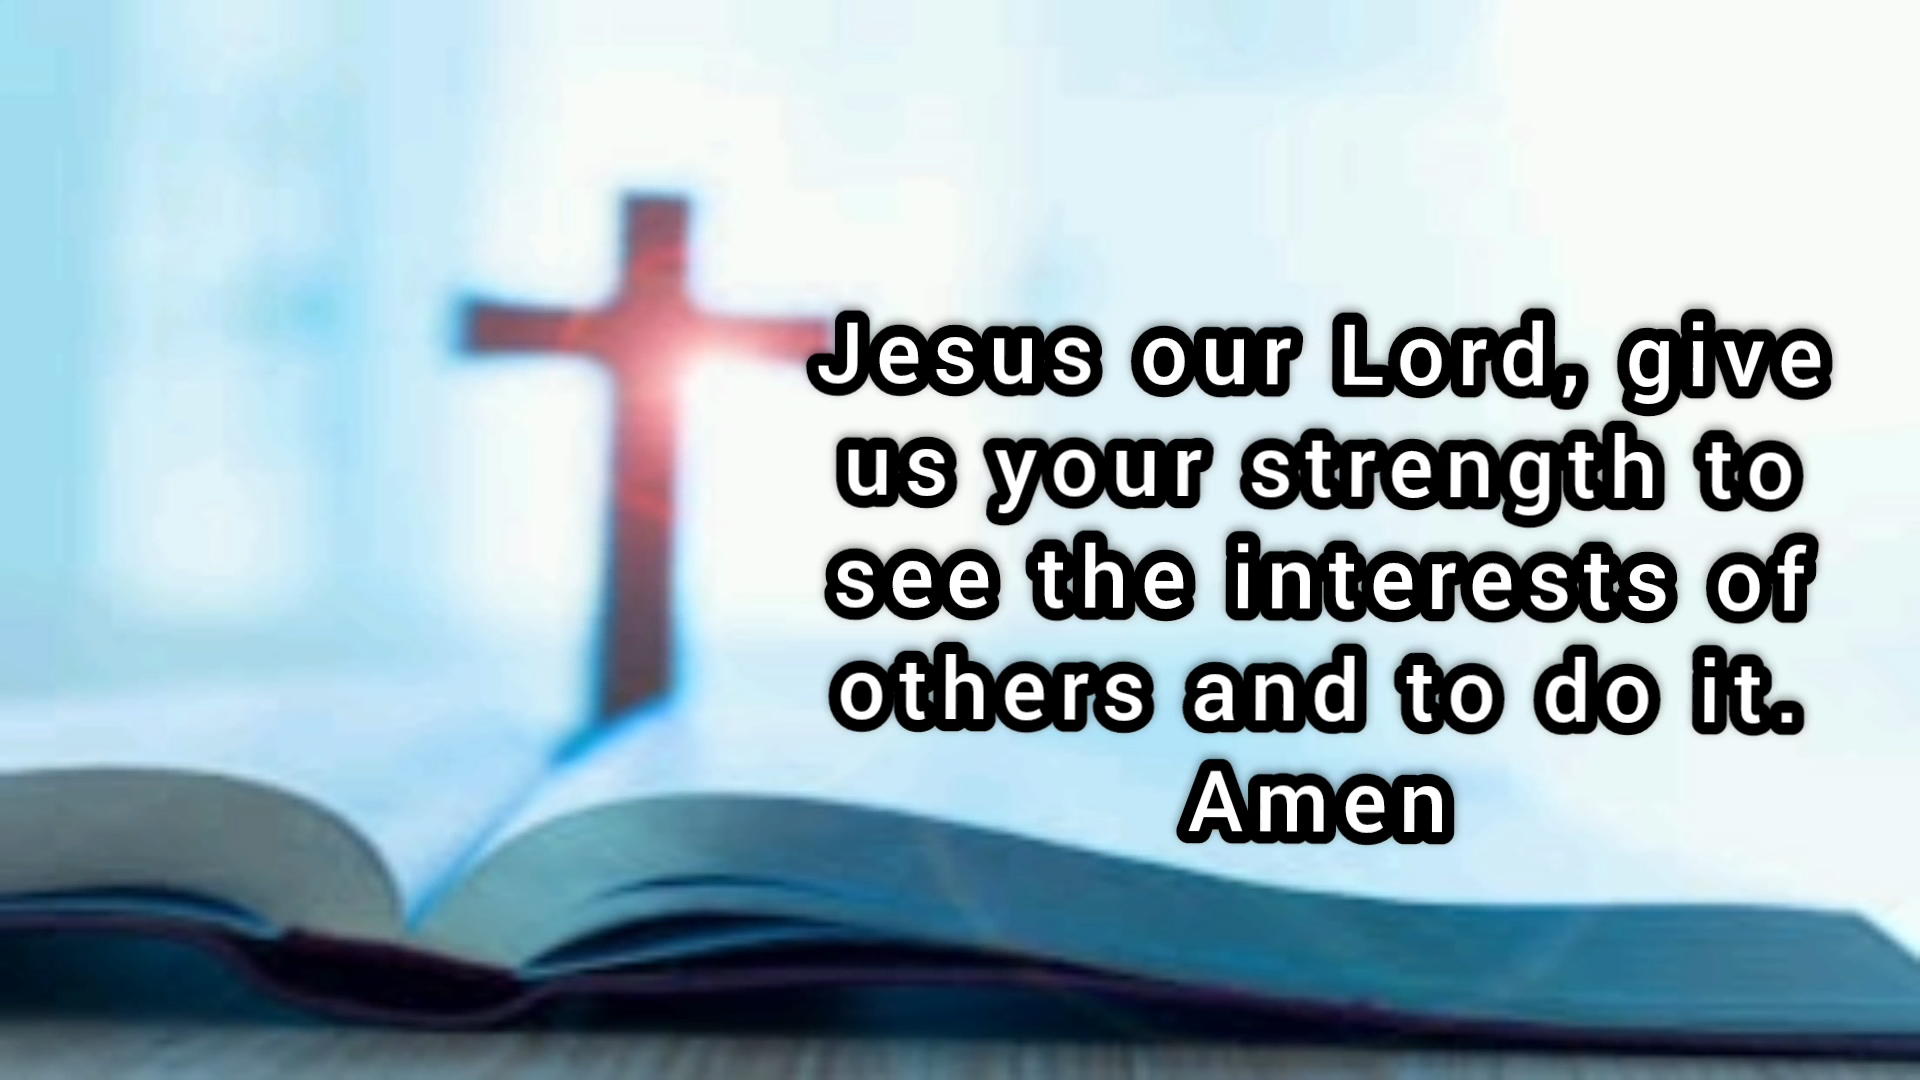 Jesus our Lord, give
us your strength to
see the interests of
others and to do it.
Amen